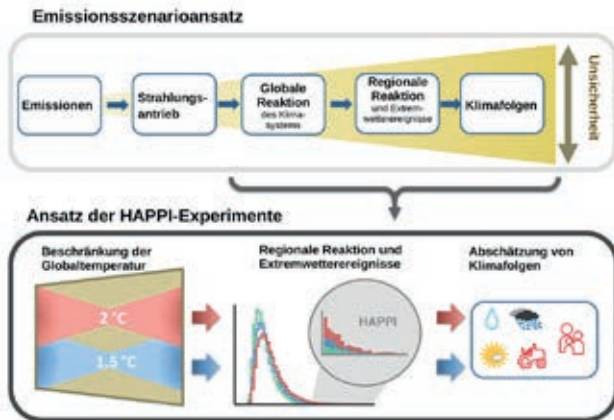 Emissionsszenarioansatz
Emissionen
Strahlungs-
antrieb
Globale
Reaktion
des Klima-
systems
Regionale
Reaktion
und Extrem-
wetterereignisse
Klimafolgen
Unsicherheit
Ansatz der HAPPI-Experimente
Beschränkung der
Globaltemperatur
2 °C
1,5 °C
Regionale Reaktion und
Extremwetterereignisse
HAPPI
Abschätzung von
Klimafolgen